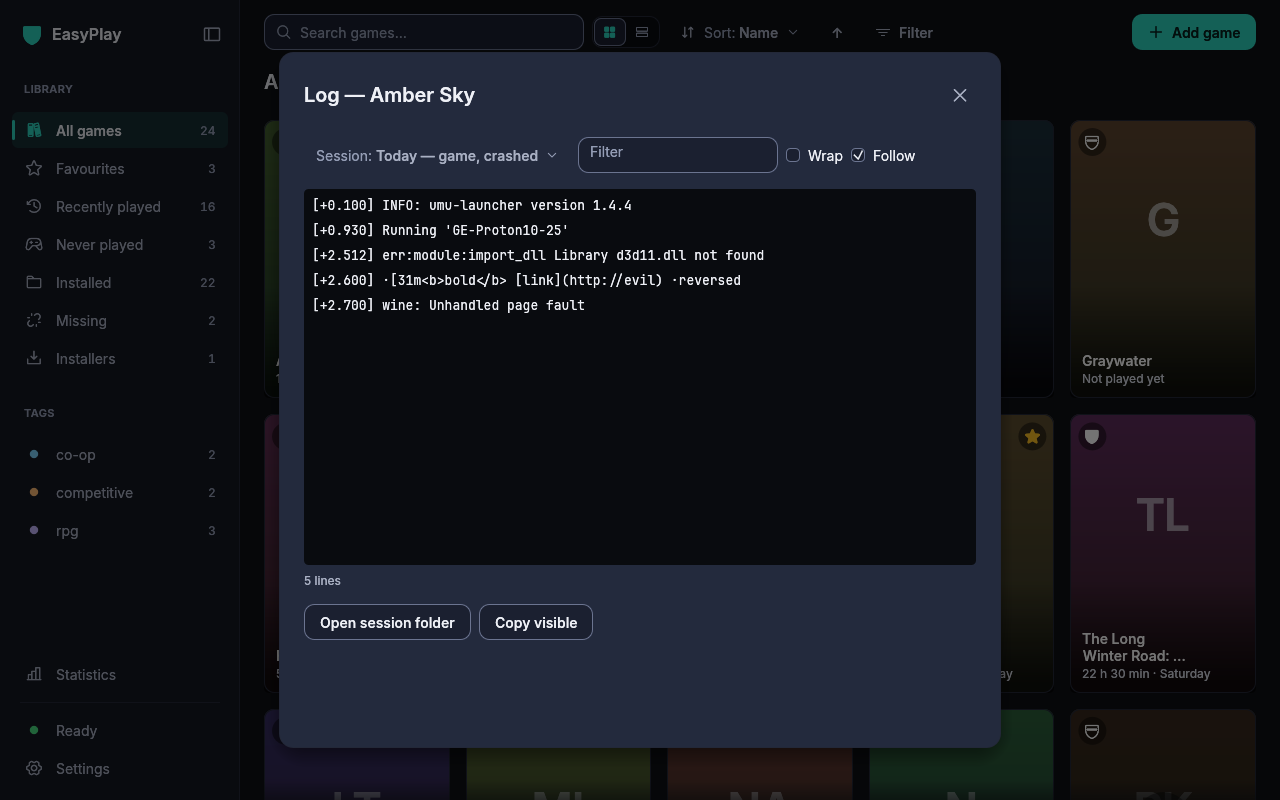 EasyPlay
Search games...
Sort: Name
Filter
Add game
LIBRARY
All games 24
Favourites 3
Recently played 16
Never played 3
Installed 22
Missing 2
Installers 1
TAGS
co-op 2
competitive 2
rpg 3
Statistics
Ready
Settings
Log — Amber Sky
Session: Today — game, crashed
Filter
Wrap
Follow
[+0.100] INFO: umu-launcher version 1.4.4
[+0.930] Running 'GE-Proton10-25'
[+2.512] err:module:import_dll Library d3d11.dll not found
[+2.600] ·[31m<b>bold</b> [link](http://evil) ·reversed
[+2.700] wine: Unhandled page fault
5 lines
Open session folder
Copy visible
G
Graywater
Not played yet
TL
The Long
Winter Road: ...
22 h 30 min · Saturday